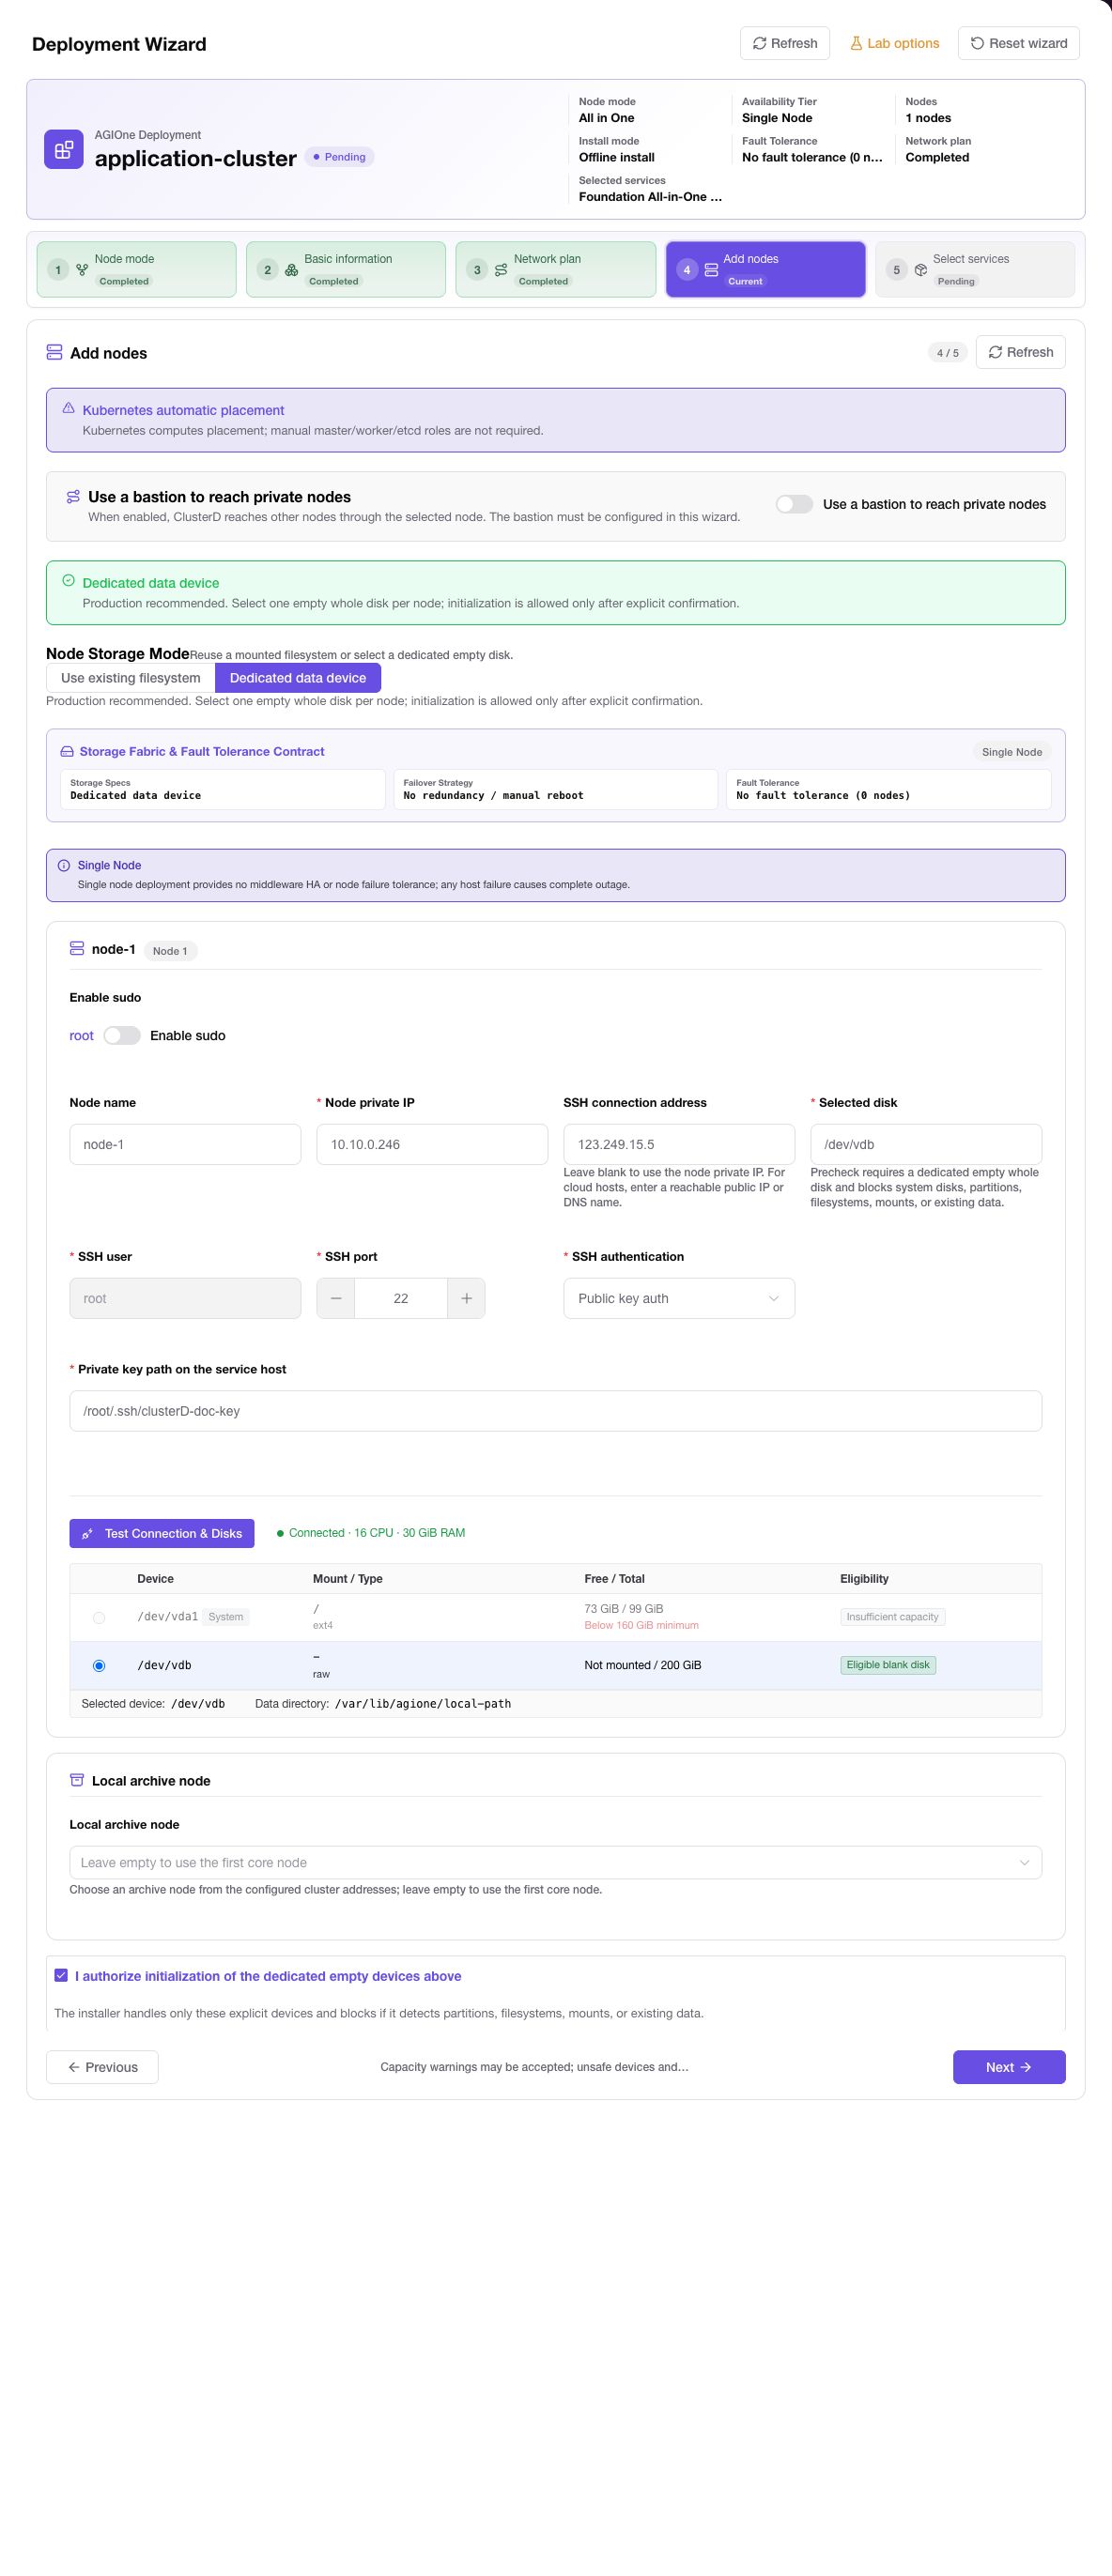 Deployment Wizard
Refresh
Lab options
Reset wizard
AGIOne Deployment
application-cluster
Pending
Node mode
All in One
Availability Tier
Single Node
Nodes
1 nodes
Install mode
Offline install
Fault Tolerance
No fault tolerance (0 n...
Network plan
Completed
Selected services
Foundation All-in-One ...
1
Node mode
Completed
2
Basic information
Completed
3
Network plan
Completed
4
Add nodes
Current
5
Select services
Pending
Add nodes
4 / 5
Refresh
Kubernetes automatic placement
Kubernetes computes placement; manual master/worker/etcd roles are not required.
Use a bastion to reach private nodes
When enabled, ClusterD reaches other nodes through the selected node. The bastion must be configured in this wizard.
Use a bastion to reach private nodes
Dedicated data device
Production recommended. Select one empty whole disk per node; initialization is allowed only after explicit confirmation.
Node Storage Mode Reuse a mounted filesystem or select a dedicated empty disk.
Use existing filesystem
Dedicated data device
Production recommended. Select one empty whole disk per node; initialization is allowed only after explicit confirmation.
Storage Fabric & Fault Tolerance Contract
Single Node
Storage Specs
Dedicated data device
Failover Strategy
No redundancy / manual reboot
Fault Tolerance
No fault tolerance (0 nodes)
Single Node
Single node deployment provides no middleware HA or node failure tolerance; any host failure causes complete outage.
node-1
Node 1
Enable sudo
root
Enable sudo
Node name
node-1
* Node private IP
10.10.0.246
SSH connection address
123.249.15.5
Leave blank to use the node private IP. For
cloud hosts, enter a reachable public IP or
DNS name.
* Selected disk
/dev/vdb
Precheck requires a dedicated empty whole
disk and blocks system disks, partitions,
filesystems, mounts, or existing data.
* SSH user
root
* SSH port
22
* SSH authentication
Public key auth
* Private key path on the service host
/root/.ssh/clusterD-doc-key
Test Connection & Disks
Connected · 16 CPU · 30 GiB RAM
Device
Mount / Type
Free / Total
Eligibility
/dev/vda1
System
/
ext4
73 GiB / 99 GiB
Below 160 GiB minimum
Insufficient capacity
/dev/vdb
–
raw
Not mounted / 200 GiB
Eligible blank disk
Selected device: /dev/vdb
Data directory: /var/lib/agione/local-path
Local archive node
Local archive node
Leave empty to use the first core node
Choose an archive node from the configured cluster addresses; leave empty to use the first core node.
I authorize initialization of the dedicated empty devices above
The installer handles only these explicit devices and blocks if it detects partitions, filesystems, mounts, or existing data.
Previous
Capacity warnings may be accepted; unsafe devices and...
Next